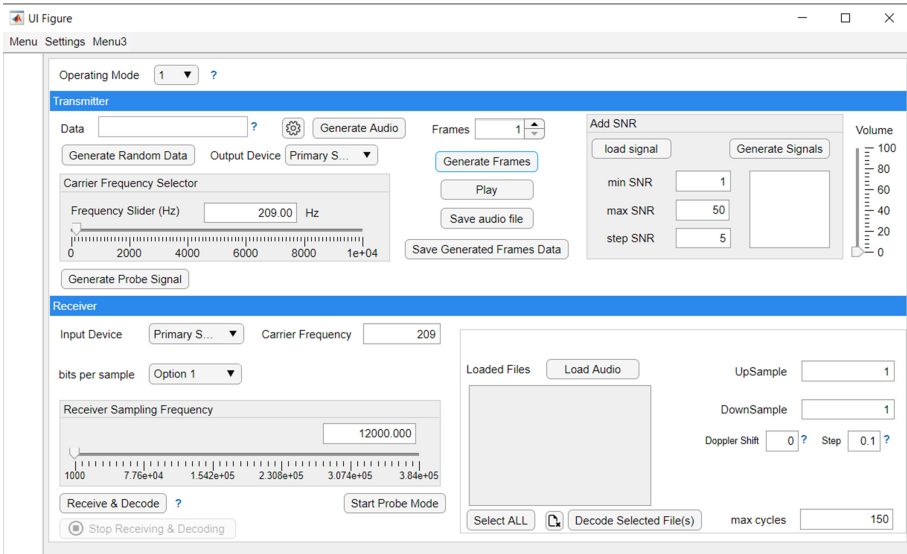 UI Figure
Menu Settings Menu3
Operating Mode 1 ?
Transmitter
Data ? Generate Audio Frames 1
Generate Random Data Output Device Primary S...
Generate Frames
Play
Save audio file
Save Generated Frames Data
Carrier Frequency Selector
Frequency Slider (Hz) 209.00 Hz
0 2000 4000 6000 8000 1e+04
Generate Probe Signal
Add SNR
load signal Generate Signals
min SNR 1
max SNR 50
step SNR 5
Volume
100
80
60
40
20
0
Receiver
Input Device Primary S... Carrier Frequency 209
bits per sample Option 1
Receiver Sampling Frequency
12000.000
1000 7.76e+04 1.542e+05 2.308e+05 3.074e+05 3.84e+05
Receive & Decode ? Start Probe Mode
Stop Receiving & Decoding
Loaded Files Load Audio
UpSample 1
DownSample 1
Doppler Shift 0 ? Step 0.1 ?
Select ALL Decode Selected File(s) max cycles 150